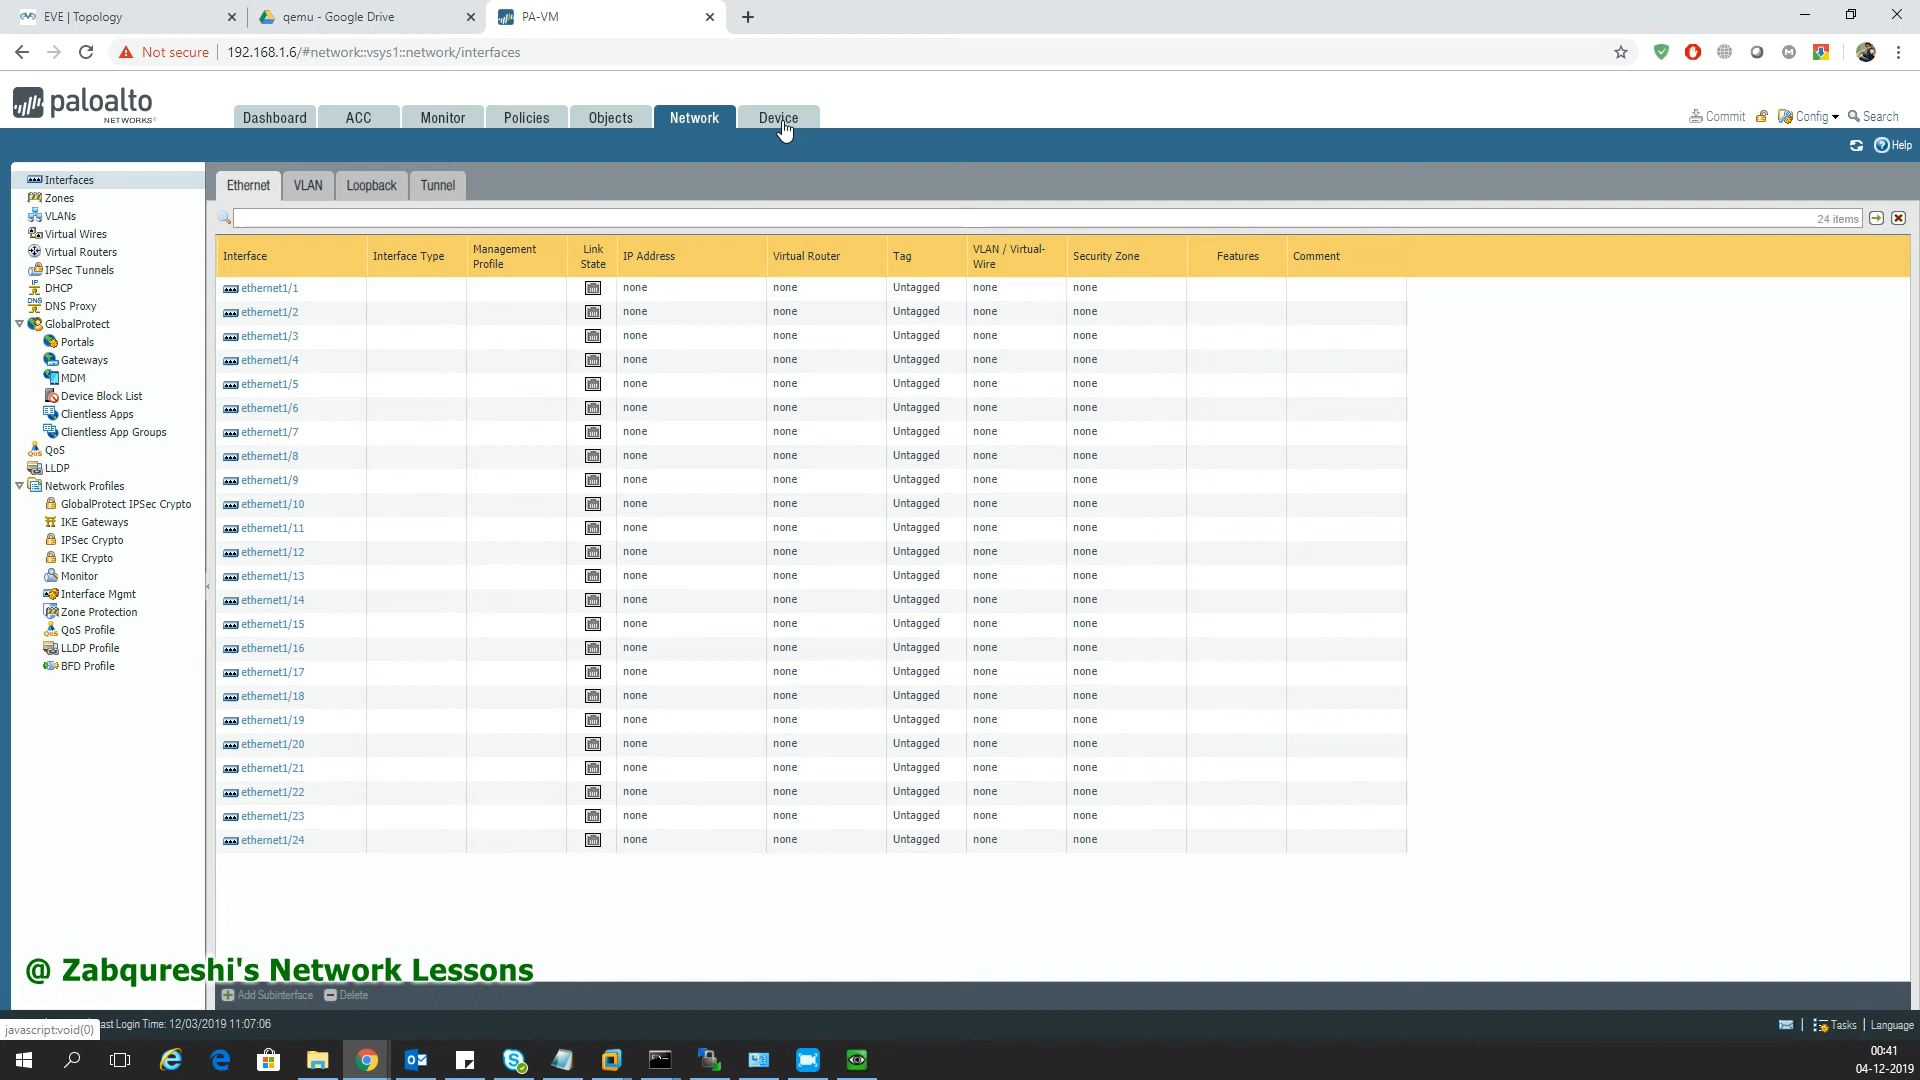 EVE | Topology
qemu - Google Drive
PA-VM
Not secure
192.168.1.6/#network::vsys1::network/interfaces
paloalto
NETWORKS®
Dashboard
ACC
Monitor
Policies
Objects
Network
Device
Commit
Config
Search
Help
Interfaces
Zones
VLANs
Virtual Wires
Virtual Routers
IPSec Tunnels
DHCP
DNS Proxy
GlobalProtect
Portals
Gateways
MDM
Device Block List
Clientless Apps
Clientless App Groups
QoS
LLDP
Network Profiles
GlobalProtect IPSec Crypto
IKE Gateways
IPSec Crypto
IKE Crypto
Monitor
Interface Mgmt
Zone Protection
QoS Profile
LLDP Profile
BFD Profile
Ethernet
VLAN
Loopback
Tunnel
24 items
Interface Interface Type Management Profile Link State IP Address Virtual Router Tag VLAN / Virtual-Wire Security Zone Features Comment
ethernet1/1 none none Untagged none none
ethernet1/2 none none Untagged none none
ethernet1/3 none none Untagged none none
ethernet1/4 none none Untagged none none
ethernet1/5 none none Untagged none none
ethernet1/6 none none Untagged none none
ethernet1/7 none none Untagged none none
ethernet1/8 none none Untagged none none
ethernet1/9 none none Untagged none none
ethernet1/10 none none Untagged none none
ethernet1/11 none none Untagged none none
ethernet1/12 none none Untagged none none
ethernet1/13 none none Untagged none none
ethernet1/14 none none Untagged none none
ethernet1/15 none none Untagged none none
ethernet1/16 none none Untagged none none
ethernet1/17 none none Untagged none none
ethernet1/18 none none Untagged none none
ethernet1/19 none none Untagged none none
ethernet1/20 none none Untagged none none
ethernet1/21 none none Untagged none none
ethernet1/22 none none Untagged none none
ethernet1/23 none none Untagged none none
ethernet1/24 none none Untagged none none
@ Zabqureshi's Network Lessons
Add Subinterface
Delete
javascript:void(0)
ast Login Time: 12/03/2019 11:07:06
Tasks
Language
00:41
04-12-2019